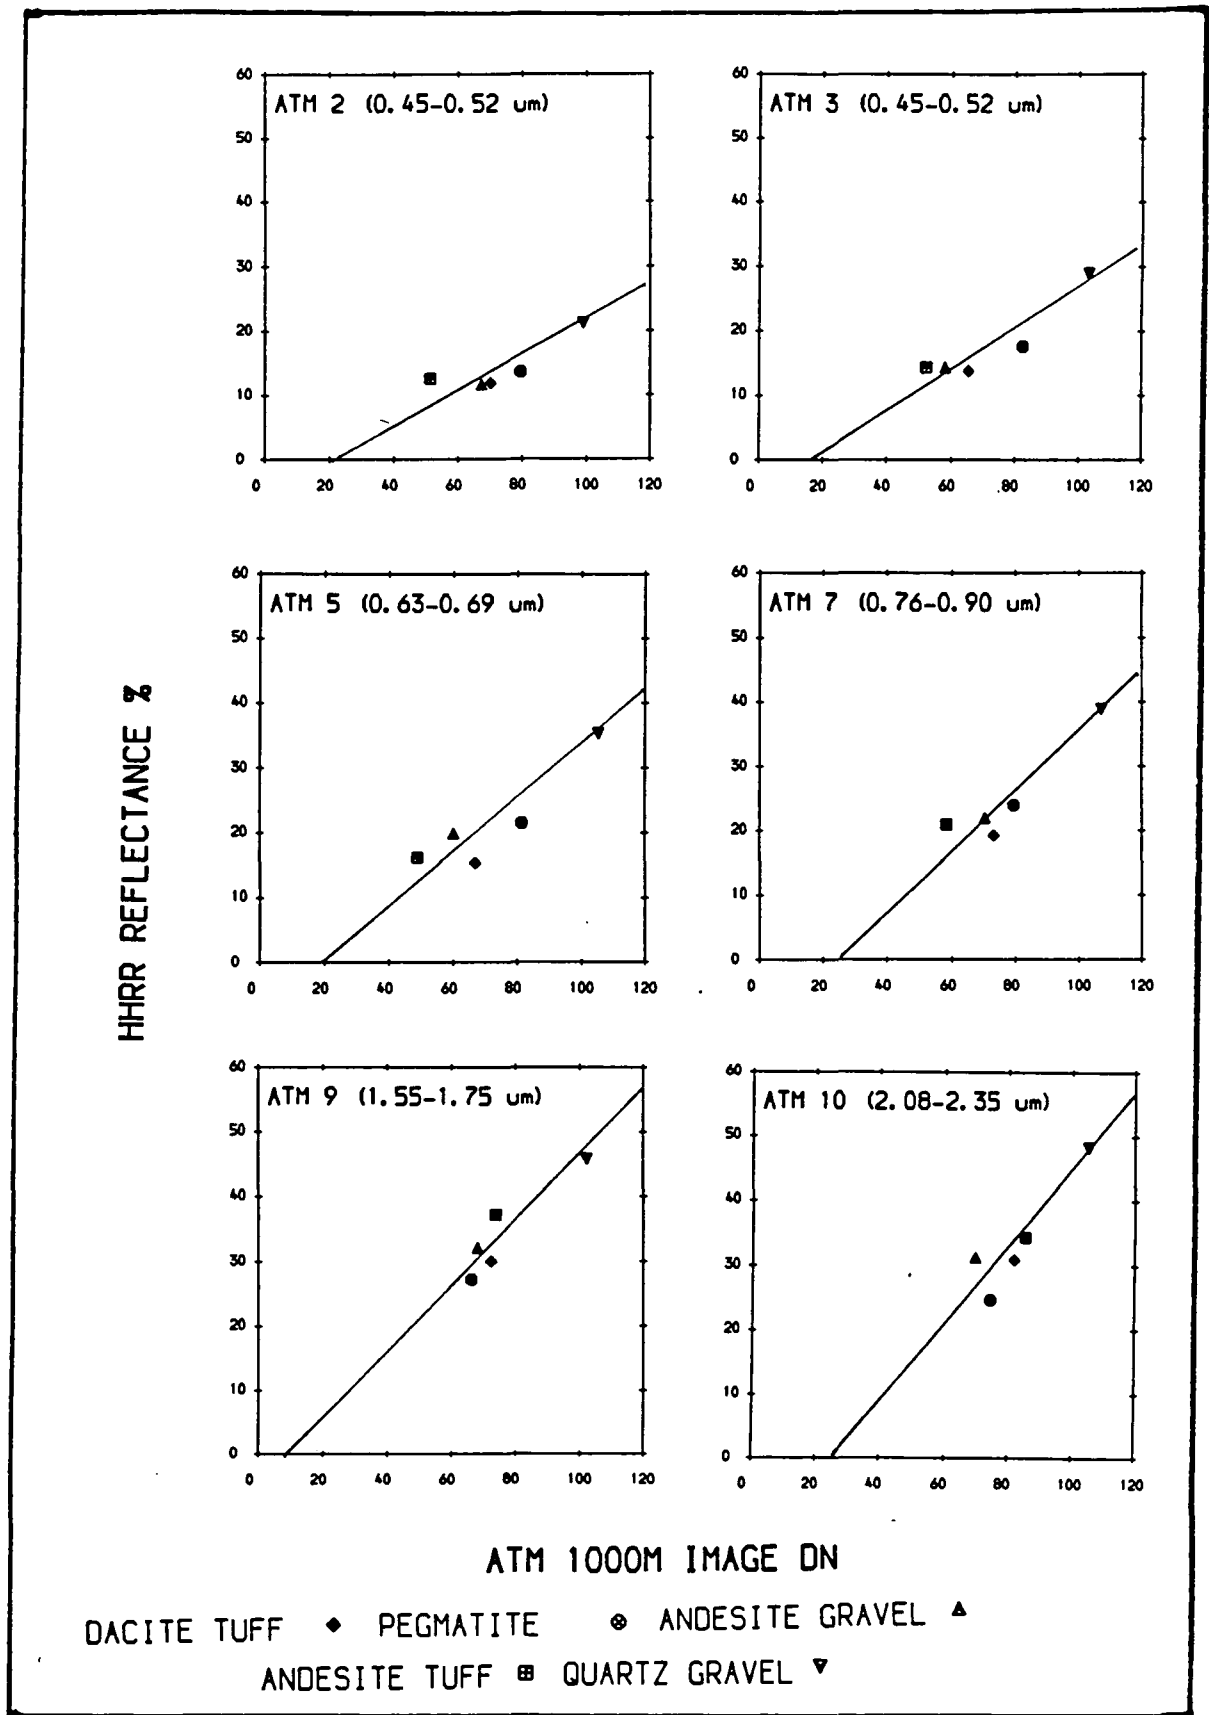 ATM 2 (0.45-0.52 um)
60
50
40
30
20
10
0
0 20 40 60 80 100 120
ATM 3 (0.45-0.52 um)
60
50
40
30
20
10
0
0 20 40 60 80 100 120
ATM 5 (0.63-0.69 um)
60
50
40
30
20
10
0
0 20 40 60 80 100 120
ATM 7 (0.76-0.90 um)
60
50
40
30
20
10
0
0 20 40 60 80 100 120
HHRR REFLECTANCE %
ATM 9 (1.55-1.75 um)
60
50
40
30
20
10
0
0 20 40 60 80 100 120
ATM 10 (2.08-2.35 um)
60
50
40
30
20
10
0
0 20 40 60 80 100 120
ATM 1000M IMAGE DN
DACITE TUFF PEGMATITE ANDESITE GRAVEL
ANDESITE TUFF QUARTZ GRAVEL